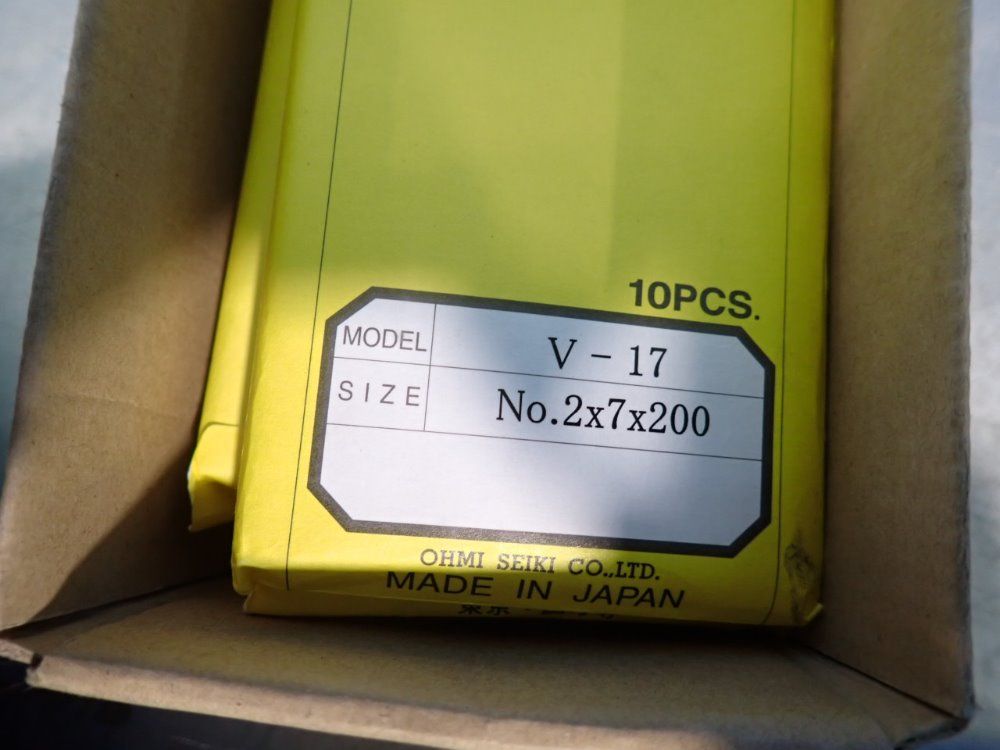 10PCS.
MODEL V - 17
SIZE No.2x7x200
OHMI SEIKI CO.,LTD.
MADE IN JAPAN